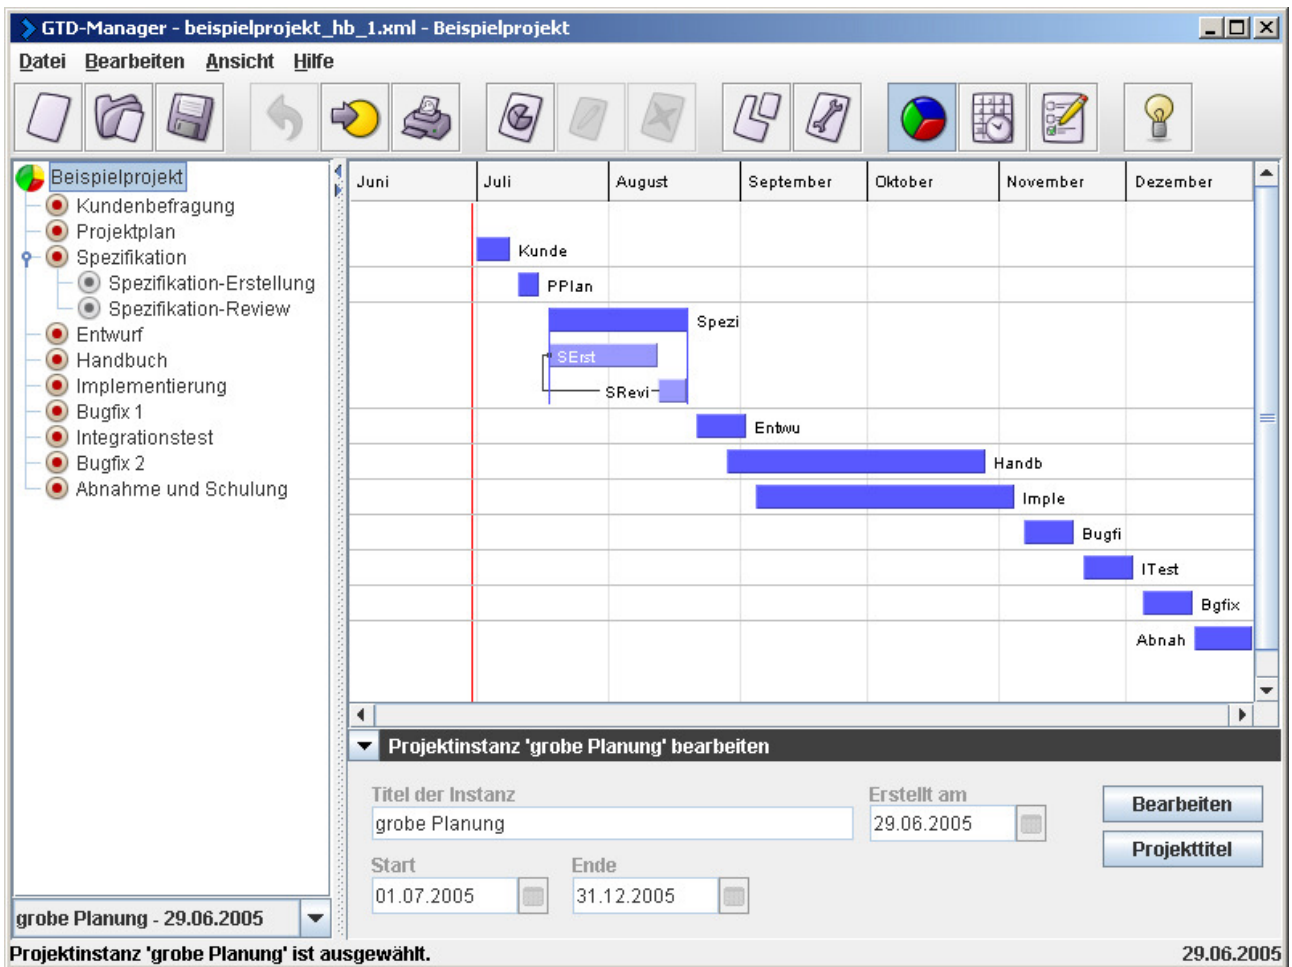 GTD-Manager - beispielprojekt_hb_1.xml - Beispielprojekt
Datei Bearbeiten Ansicht Hilfe
Beispielprojekt
Kundenbefragung
Projektplan
Spezifikation
Spezifikation-Erstellung
Spezifikation-Review
Entwurf
Handbuch
Implementierung
Bugfix 1
Integrationstest
Bugfix 2
Abnahme und Schulung
grobe Planung - 29.06.2005
Juni Juli August September Oktober November Dezember
Kunde
PPlan
Spezi
SErst
SRevi
Entwu
Handb
Imple
Bugfi
ITest
Bgfix
Abnah
Projektinstanz 'grobe Planung' bearbeiten
Titel der Instanz Erstellt am
grobe Planung 29.06.2005
Bearbeiten
Projekttitel
Start Ende
01.07.2005 31.12.2005
Projektinstanz 'grobe Planung' ist ausgewählt. 29.06.2005